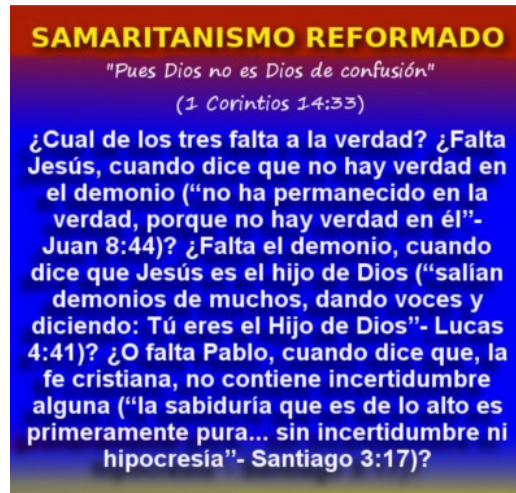 SAMARITANISMO REFORMADO
"Pues Dios no es Dios de confusión"
(1 Corintios 14:33)
¿Cual de los tres falta a la verdad? ¿Falta
Jesús, cuando dice que no hay verdad en
el demonio (“no ha permanecido en la
verdad, porque no hay verdad en él”-
Juan 8:44)? ¿Falta el demonio, cuando
dice que Jesús es el hijo de Dios (“salían
demonios de muchos, dando voces y
diciendo: Tú eres el Hijo de Dios”- Lucas
4:41)? ¿O falta Pablo, cuando dice que, la
fe cristiana, no contiene incertidumbre
alguna (“la sabiduría que es de lo alto es
primeramente pura... sin incertidumbre ni
hipocresía”- Santiago 3:17)?